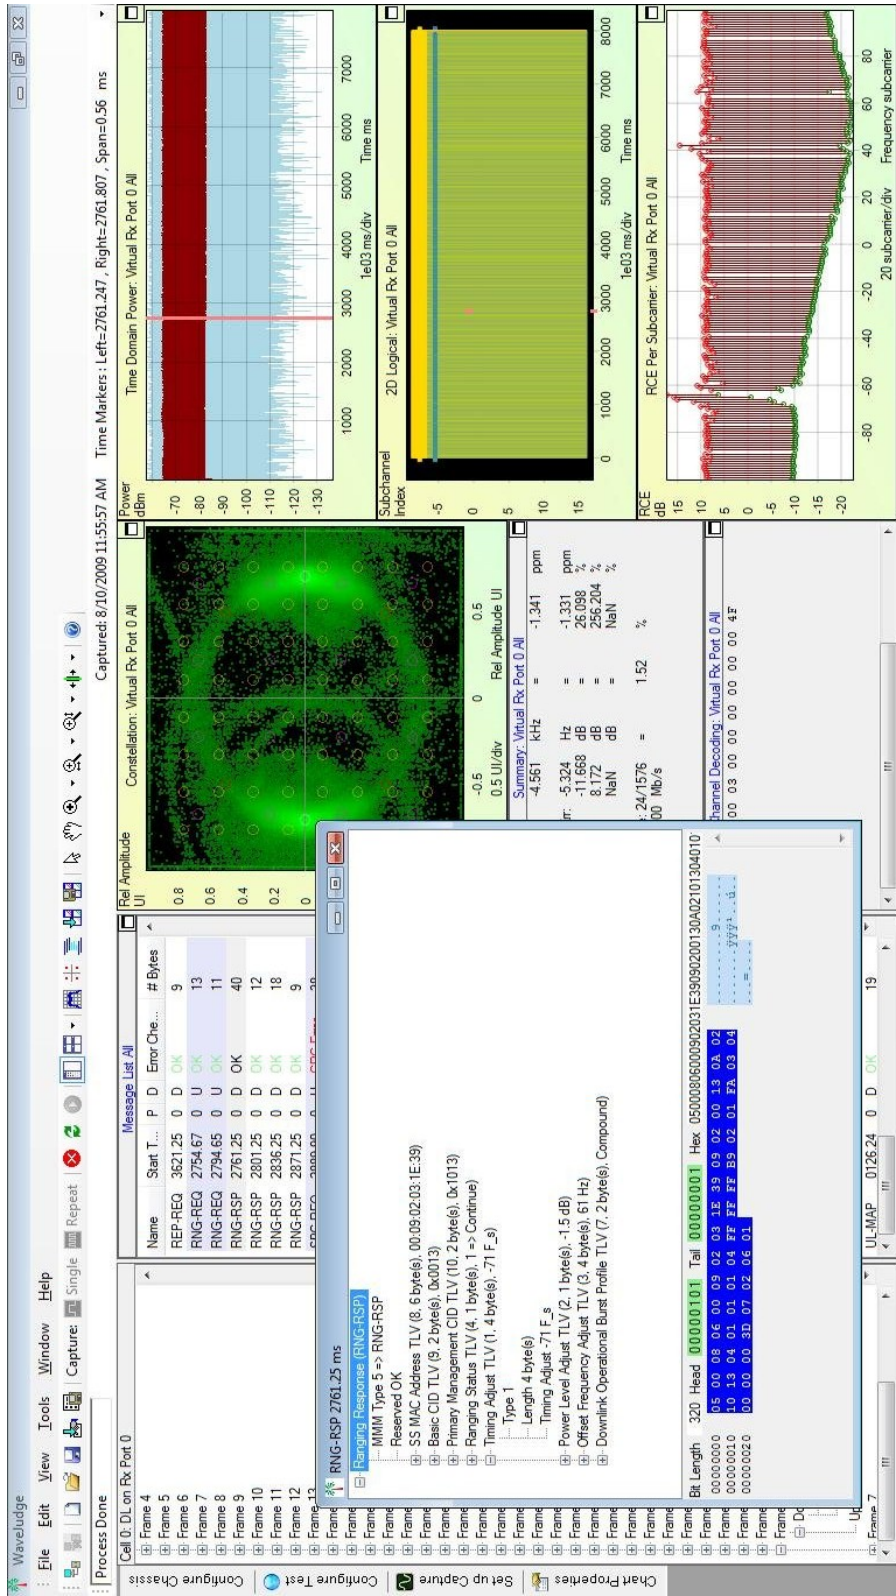 Waveludge
File Edit View Tools Window Help
Capture: Single Repeat
Process Done
Captured: 8/10/2009 11:55:57 AM Time Markers : Left=2761.247 , Right=2761.807 , Span=0.56 ms
Configure Chassis
Configure Test
Set up Capture
Chart Properties
Cell 0: DL on Rx Port 0
Frame 4
Frame 5
Frame 6
Frame 7
Frame 8
Frame 9
Frame 10
Frame 11
Frame 12
Frame 7
Message List All
Name Start T... P D Error Che... # Bytes
REP-REQ 3621.25 0 D OK 9
RNG-REQ 2754.67 0 U OK 13
RNG-REQ 2794.65 0 U OK 11
RNG-RSP 2761.25 0 D OK 40
RNG-RSP 2801.25 0 D OK 12
RNG-RSP 2836.25 0 D OK 18
RNG-RSP 2871.25 0 D OK 9
UL-MAP 0126.24 0 D OK 19
Constellation: Virtual Rx Port 0 All
Rel Amplitude
UI
0.8
0.6
0.4
0.2
0
-0.5 0 0.5
0.5 UI/div Rel Amplitude UI
Summary: Virtual Rx Port 0 All
-4.561 kHz = -1.341 ppm
-5.324 Hz = -1.331 ppm
-11.668 dB = 26.098 %
8.172 dB = 256.204 %
NaN dB = NaN %
24/1576 = 1.52 %
00 Mb/s
Channel Decoding: Virtual Rx Port 0 All
00 03 00 00 00 00 00 4F
Time Domain Power: Virtual Rx Port 0 All
Power
dBm
-70
-80
-90
-100
-110
-120
-130
1000 2000 3000 4000 5000 6000 7000
1e03 ms/div Time ms
2D Logical: Virtual Rx Port 0 All
Subchannel
Index
-5
0
5
10
15
0 1000 2000 3000 4000 5000 6000 7000 8000
1e03 ms/div Time ms
RCE Per Subcarrier: Virtual Rx Port 0 All
RCE
dB
15
10
5
0
-5
-10
-15
-20
-80 -60 -40 -20 0 20 40 60 80
20 subcarrier/div Frequency subcarrier
RNG-RSP 2761.25 ms
Ranging Response (RNG-RSP)
MMM Type 5 => RNG-RSP
Reserved OK
SS MAC Address TLV (8, 6 byte(s), 00:09:02:03:1E:39)
Basic CID TLV (9, 2 byte(s), 0x0013)
Primary Management CID TLV (10, 2 byte(s), 0x1013)
Ranging Status TLV (4, 1 byte(s), 1 => Continue)
Timing Adjust TLV (1, 4 byte(s), -71 F_s)
Type 1
Length 4 byte(s)
Timing Adjust -71 F_s
Power Level Adjust TLV (2, 1 byte(s), -1.5 dB)
Offset Frequency Adjust TLV (3, 4 byte(s), 61 Hz)
Downlink Operational Burst Profile TLV (7, 2 byte(s), Compound)
Bit Length 320 Head 00000101 Tail 00000001 Hex 05000806000902031E39090200130A02101304010
00000000 05 00 08 06 00 09 02 03 1E 39 09 02 00 13 0A 02
00000010 10 13 04 01 01 01 04 FF FF FF B9 02 01 FA 03 04
00000020 00 00 00 3D 07 02 06 01